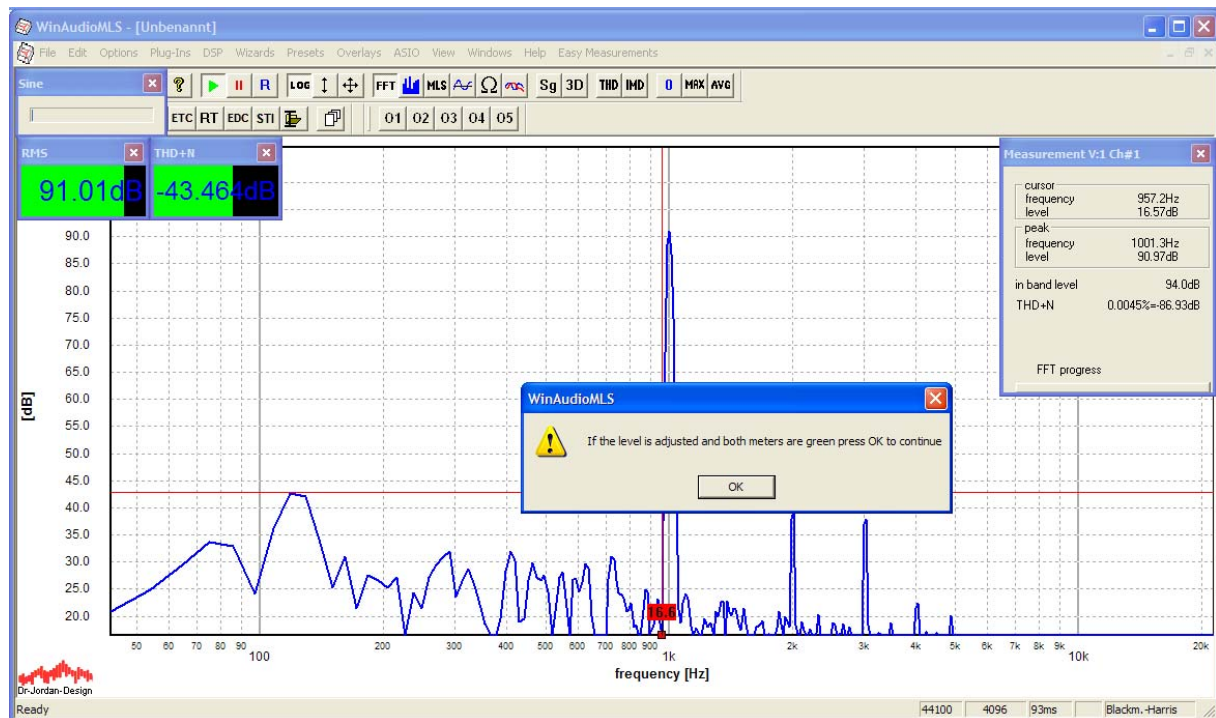 WinAudioMLS - [Unbenannt]
File Edit Options Plug-Ins DSP Wizards Presets Overlays ASIO View Windows Help Easy Measurements
Sine
? R LOG FFT MLS Ω Sg 3D THD IMD 0 MAX AVG
ETC RT EDC STI 01 02 03 04 05
RMS
91.01dB
THD+N
-43.464dB
Measurement V:1 Ch#1
cursor
frequency 957.2Hz
level 16.57dB
peak
frequency 1001.3Hz
level 90.97dB
in band level 94.0dB
THD+N 0.0045%=-86.93dB
FFT progress
90.0
85.0
80.0
75.0
70.0
65.0
60.0
55.0
50.0
45.0
40.0
35.0
30.0
25.0
20.0
[dB]
WinAudioMLS
If the level is adjusted and both meters are green press OK to continue
OK
16.6
50 60 70 80 90 100 200 300 400 500 600 700 800 900 1k 2k 3k 4k 5k 6k 7k 8k 9k 10k 20k
frequency [Hz]
Dr-Jordan-Design
Ready 44100 4096 93ms Blackm.-Harris